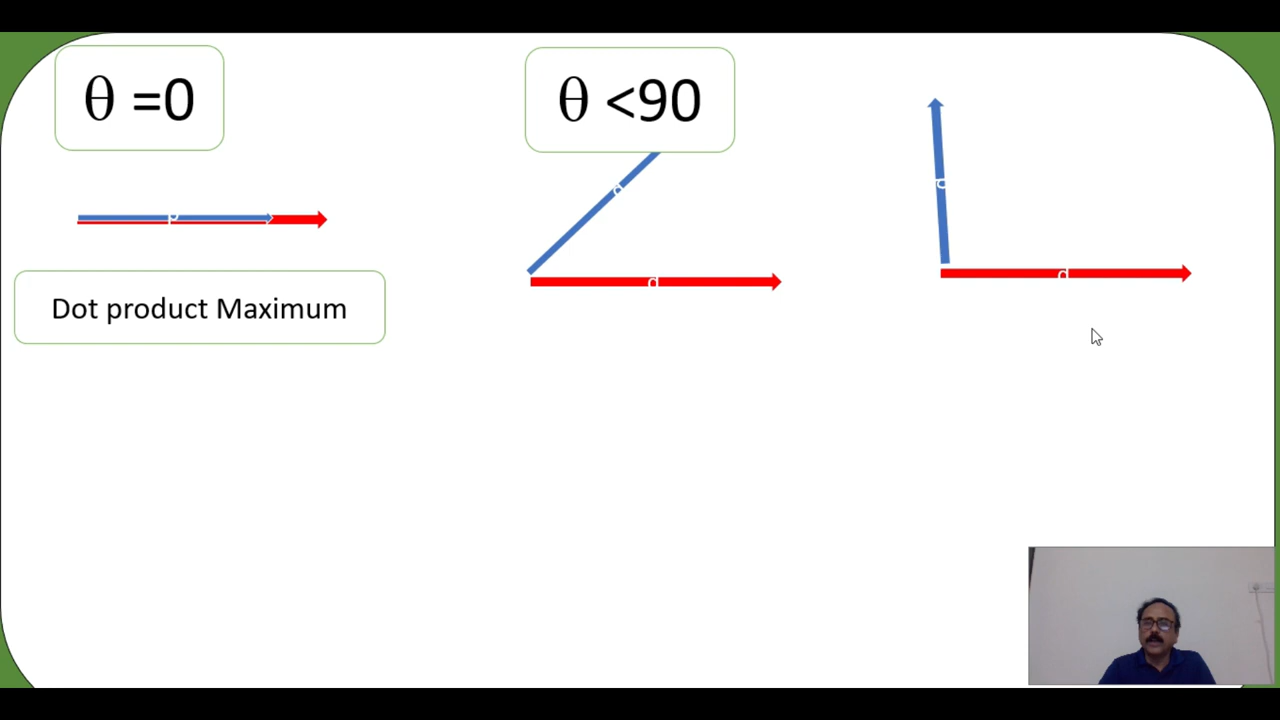 θ =0
θ <90
d
Dot product Maximum
d